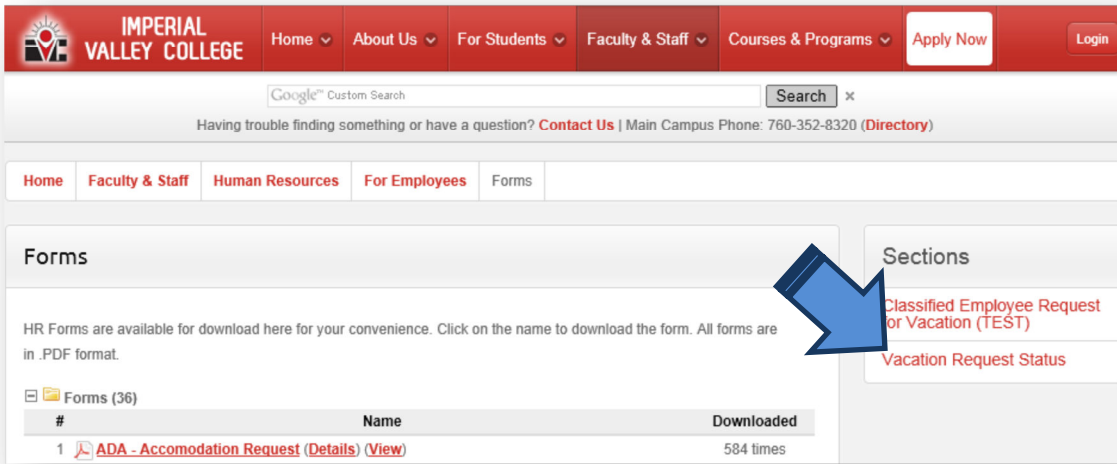 IMPERIAL
VALLEY COLLEGE
Home
About Us
For Students
Faculty & Staff
Courses & Programs
Apply Now
Login
Google™ Custom Search
Search ×
Having trouble finding something or have a question? Contact Us | Main Campus Phone: 760-352-8320 (Directory)
Home
Faculty & Staff
Human Resources
For Employees
Forms
Forms
HR Forms are available for download here for your convenience. Click on the name to download the form. All forms are
in .PDF format.
Forms (36)
# Name Downloaded
1 ADA - Accomodation Request (Details) (View) 584 times
Sections
Classified Employee Request
for Vacation (TEST)
Vacation Request Status